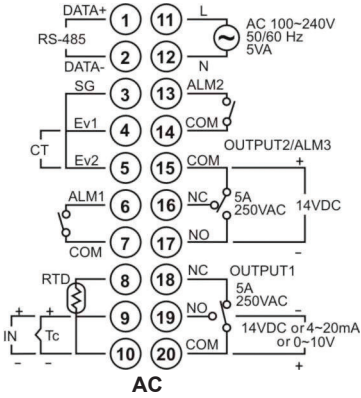 DATA+ 1 11 L
RS-485
AC 100~240V
50/60 Hz
5VA
DATA- 2 12 N
SG 3 13 ALM2
Ev1 4 14 COM
CT
OUTPUT2/ALM3
Ev2 5 15 COM +
ALM1 6 16 NC 5A
250VAC
14VDC
COM 7 17 NO -
RTD 8 18 NC OUTPUT1
5A
250VAC
+ + 9 19 NO -
IN Tc
14VDC or 4~20mA
or 0~10V
- - 10 20 COM +
AC